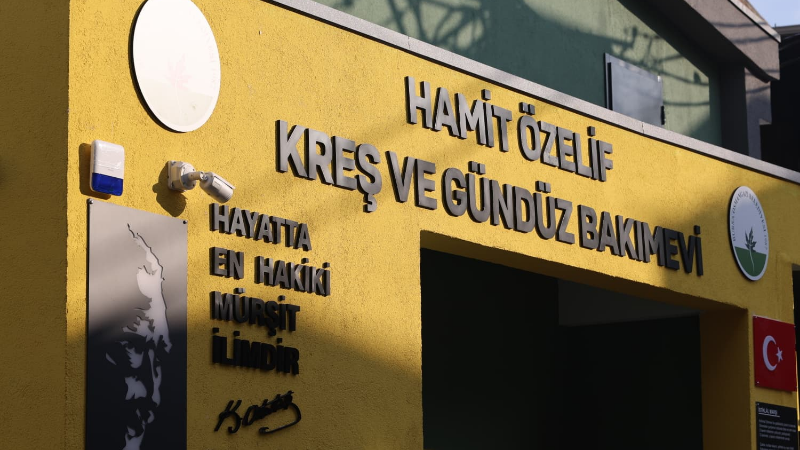 HAMİT ÖZELİF
KREŞ VE GÜNDÜZ BAKIMEVİ
HAYATTA
EN HAKİKİ
MÜRŞİT
İLİMDİR